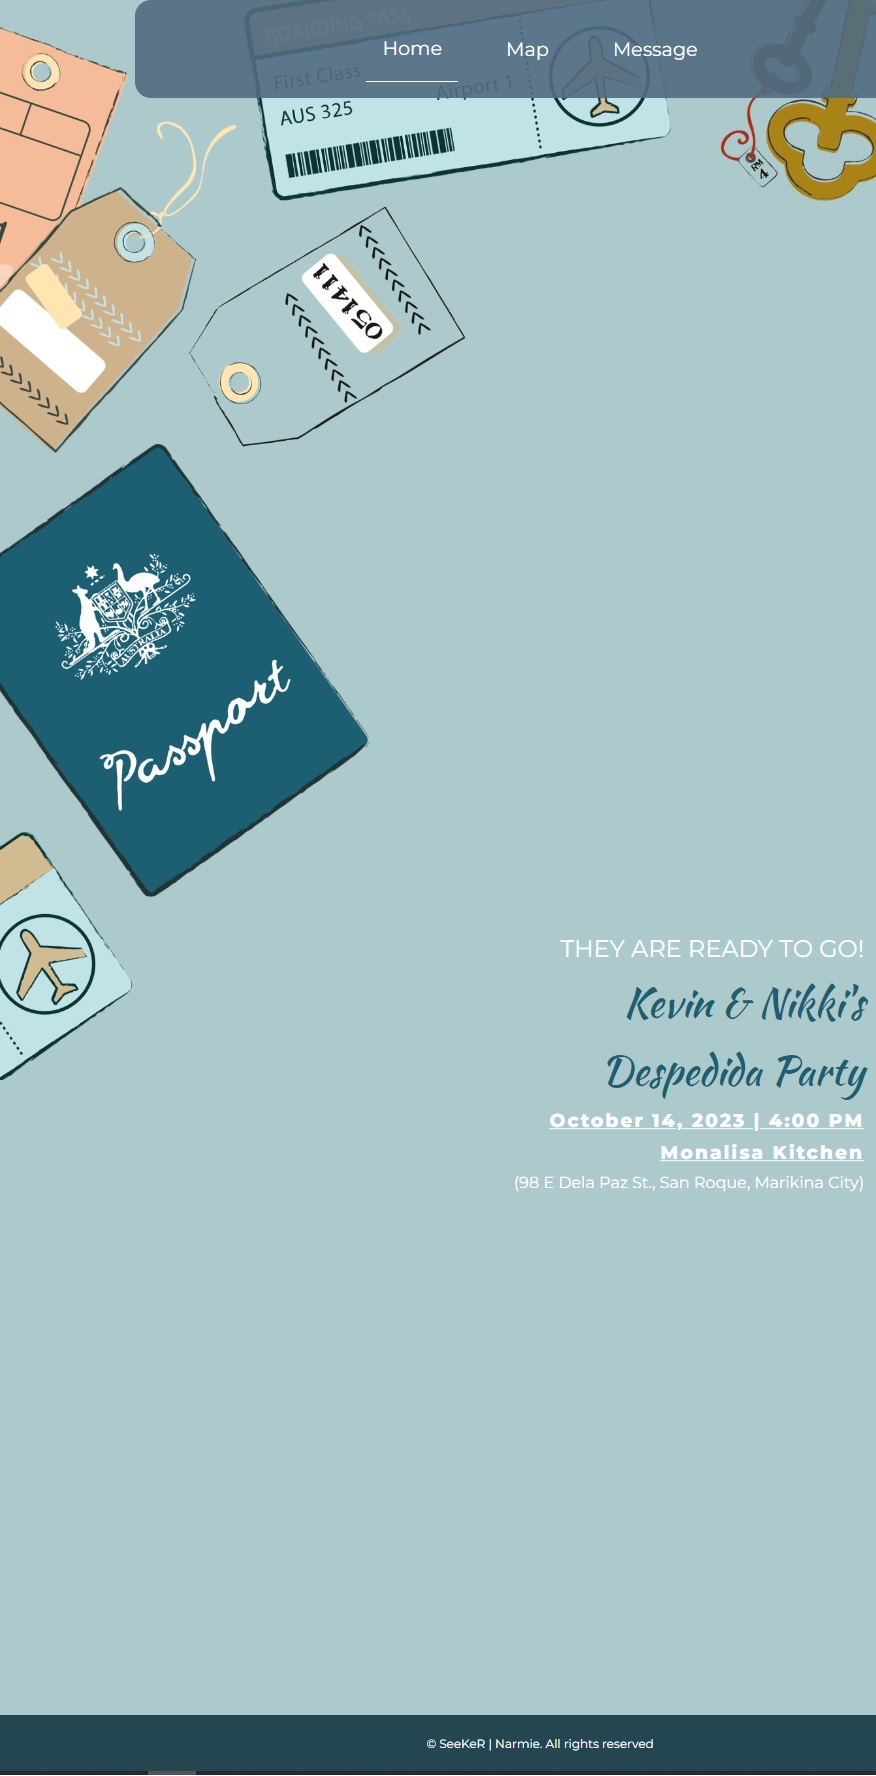 Home
Map
Message
BOARDING PASS
First Class
Airport 1
AUS 325
051411
AUSTRALIA
Passport
THEY ARE READY TO GO!
Kevin & Nikki's
Despedida Party
October 14, 2023 | 4:00 PM
Monalisa Kitchen
(98 E Dela Paz St., San Roque, Marikina City)
© SeeKeR | Narmie. All rights reserved